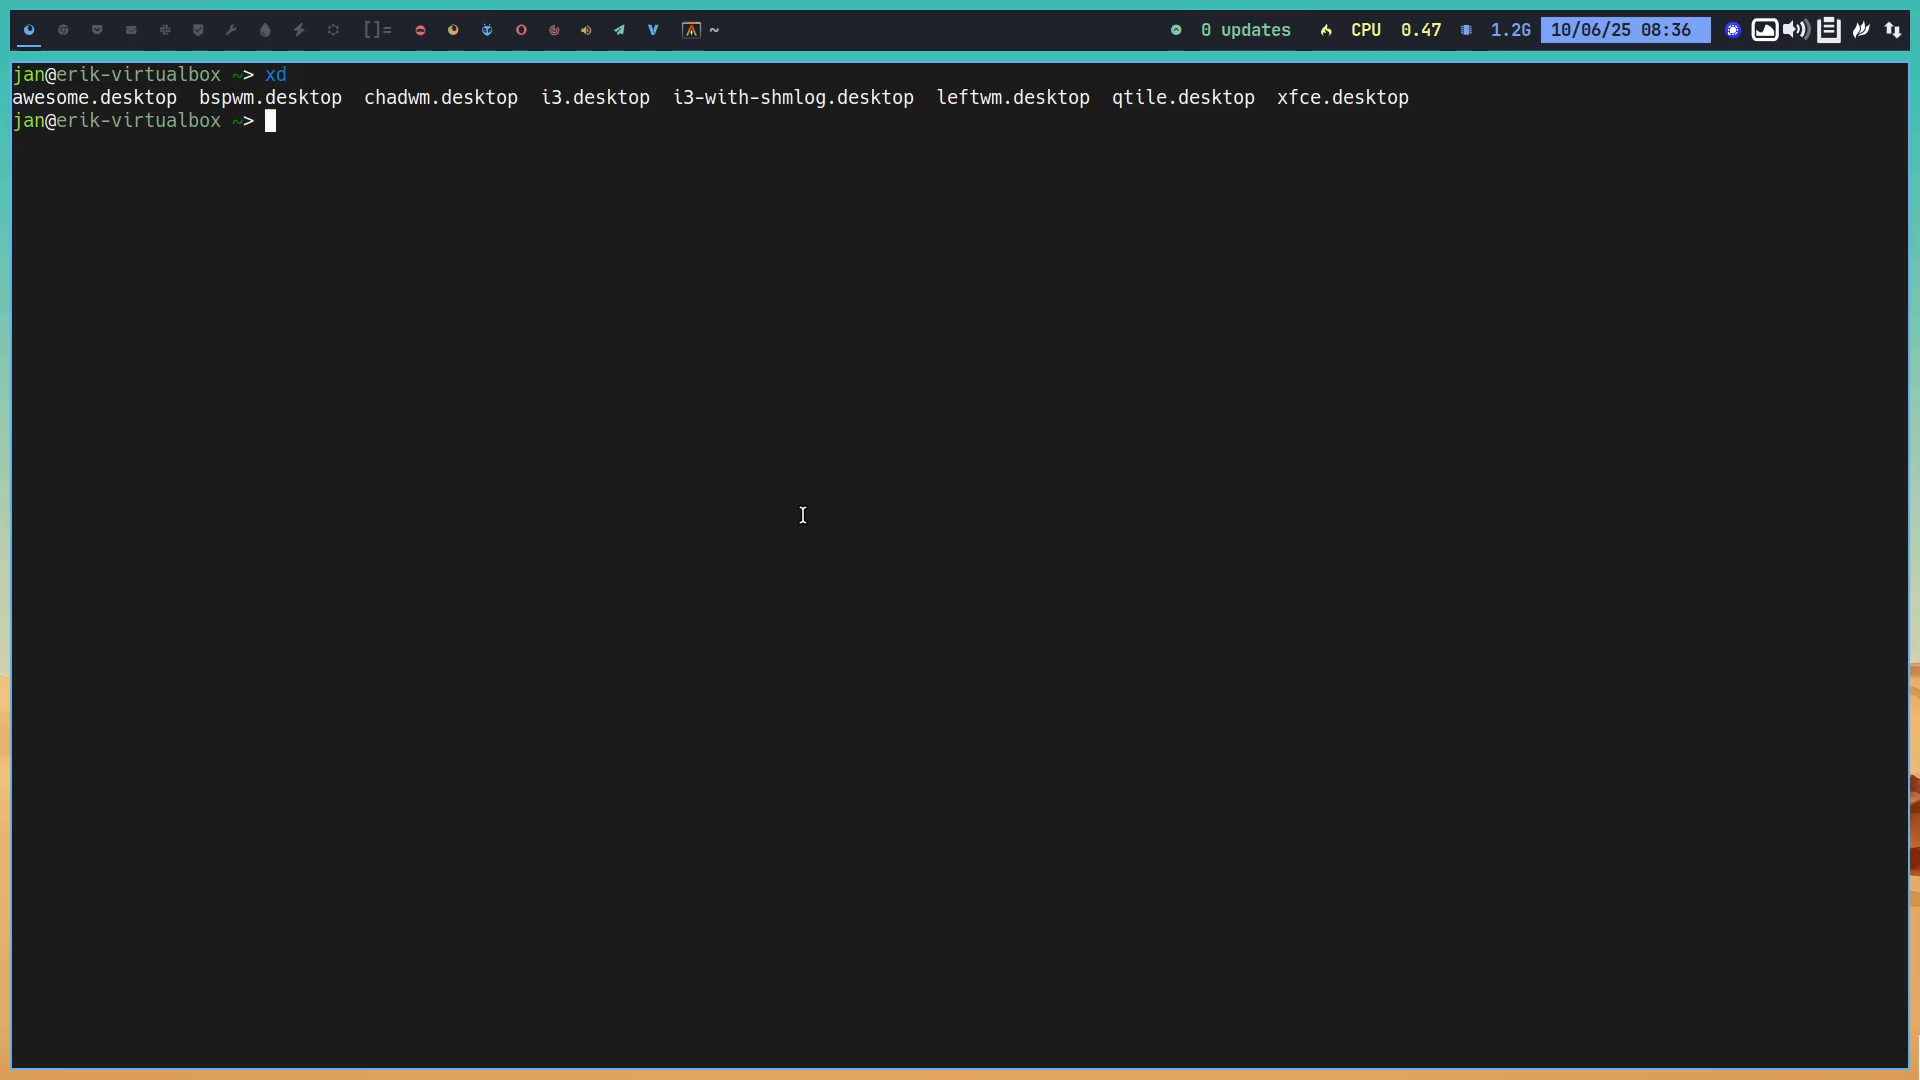 []= O V ~ 0 updates CPU 0.47 1.2G 10/06/25 08:36
jan@erik-virtualbox ~> xd
awesome.desktop bspwm.desktop chadwm.desktop i3.desktop i3-with-shmlog.desktop leftwm.desktop qtile.desktop xfce.desktop
jan@erik-virtualbox ~>